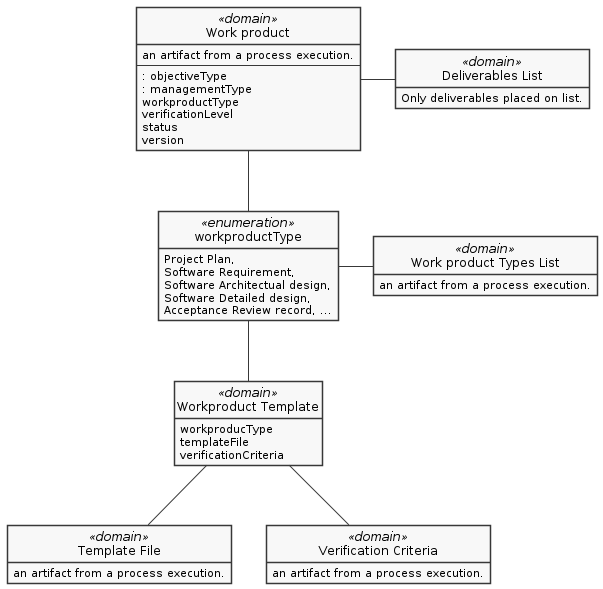 «domain»
Work product
an artifact from a process execution.
: objectiveType
: managementType
workproductType
verificationLevel
status
version
«domain»
Deliverables List
Only deliverables placed on list.
«enumeration»
workproductType
Project Plan,
Software Requirement,
Software Architectual design,
Software Detailed design,
Acceptance Review record, ...
«domain»
Work product Types List
an artifact from a process execution.
«domain»
Workproduct Template
workproducType
templateFile
verificationCriteria
«domain»
Template File
an artifact from a process execution.
«domain»
Verification Criteria
an artifact from a process execution.